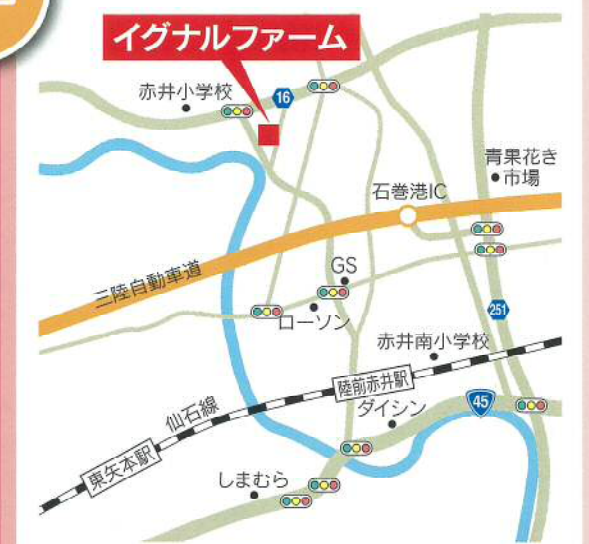 イグナルファーム
赤井小学校
16
青果花き
市場
石巻港IC
三陸自動車道
GS
ローソン
251
赤井南小学校
陸前赤井駅
仙石線
ダイシン
45
東矢本駅
しまむら